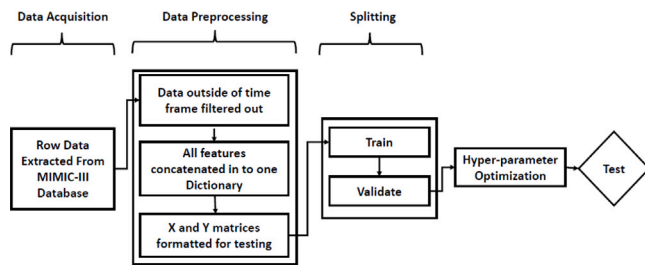 Data Acquisition
Data Preprocessing
Splitting
Row Data
Extracted From
MIMIC-III
Database
Data outside of time
frame filtered out
All features
concatenated in to one
Dictionary
X and Y matrices
formatted for testing
Train
Validate
Hyper-parameter
Optimization
Test